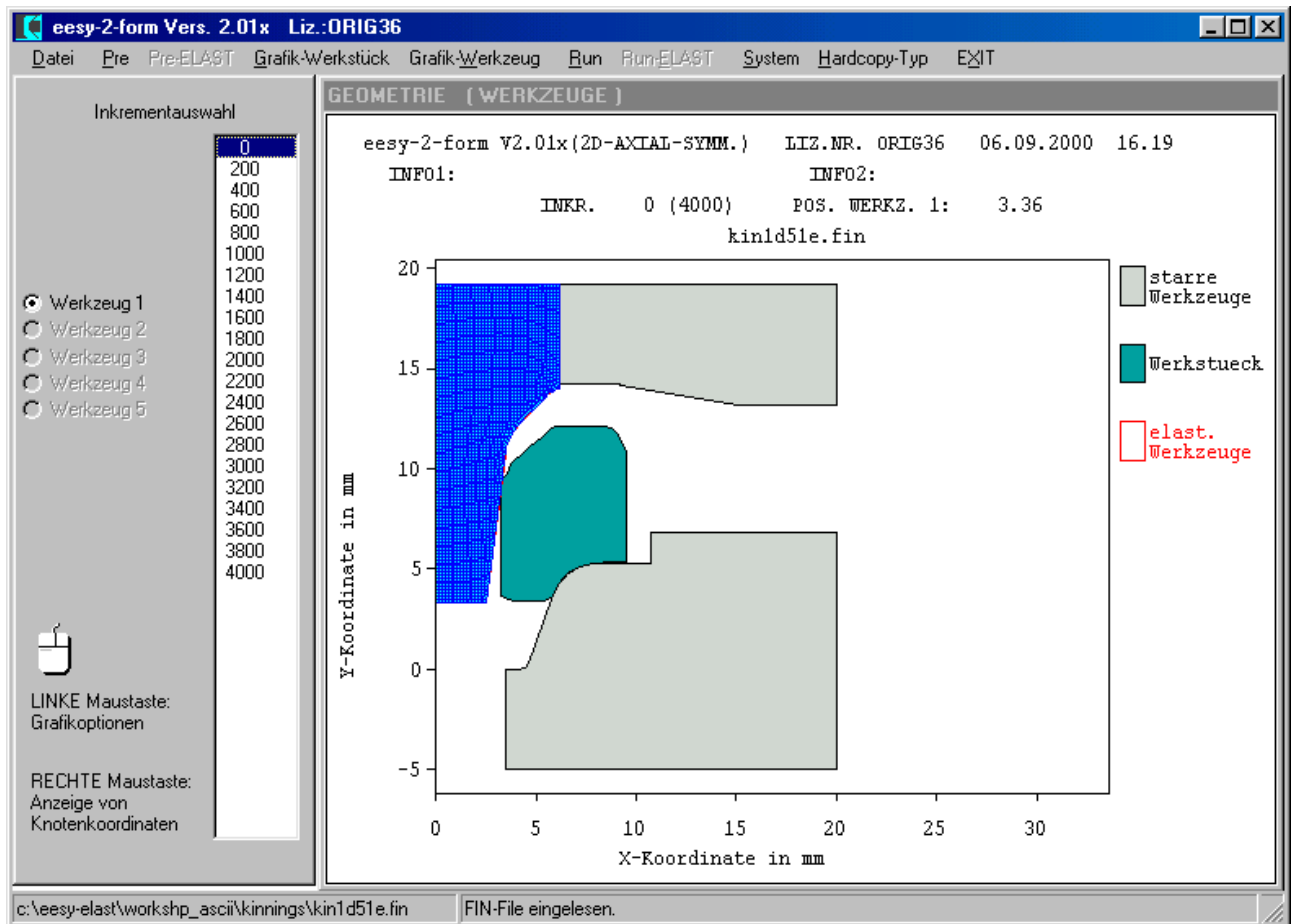 eesy-2-form Vers. 2.01x Liz.:ORIG36
Datei Pre Pre-ELAST Grafik-Werkstück Grafik-Werkzeug Run Run-ELAST System Hardcopy-Typ EXIT
Inkrementauswahl
0
200
400
600
800
1000
1200
1400
1600
1800
2000
2200
2400
2600
2800
3000
3200
3400
3600
3800
4000
Werkzeug 1
Werkzeug 2
Werkzeug 3
Werkzeug 4
Werkzeug 5
LINKE Maustaste:
Grafikoptionen
RECHTE Maustaste:
Anzeige von
Knotenkoordinaten
GEOMETRIE (WERKZEUGE)
eesy-2-form V2.01x(2D-AXIAL-SYMM.) LIZ.NR. ORIG36 06.09.2000 16.19
INFO1: INFO2:
INKR. 0 (4000) POS. WERKZ. 1: 3.36
kin1d51e.fin
20
15
10
5
0
-5
Y-Koordinate in mm
0 5 10 15 20 25 30
X-Koordinate in mm
starre
Werkzeuge
Werkstueck
elast.
Werkzeuge
c:\eesy-elast\workshp_ascii\kinnings\kin1d51e.fin FIN-File eingelesen.